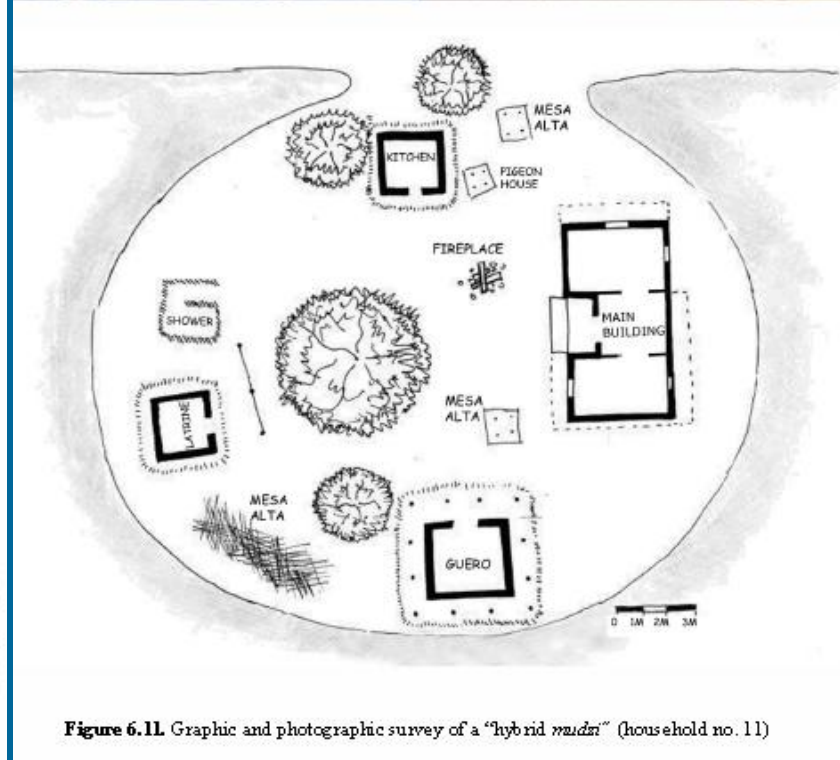 MESA
ALTA
KITCHEN
PIGEON
HOUSE
FIREPLACE
SHOWER
MAIN
BUILDING
MESA
ALTA
LATRINE
MESA
ALTA
GUERO
0 1M 2M 3M
Figure 6.11. Graphic and photographic survey of a “hybrid mudzi” (household no. 11)